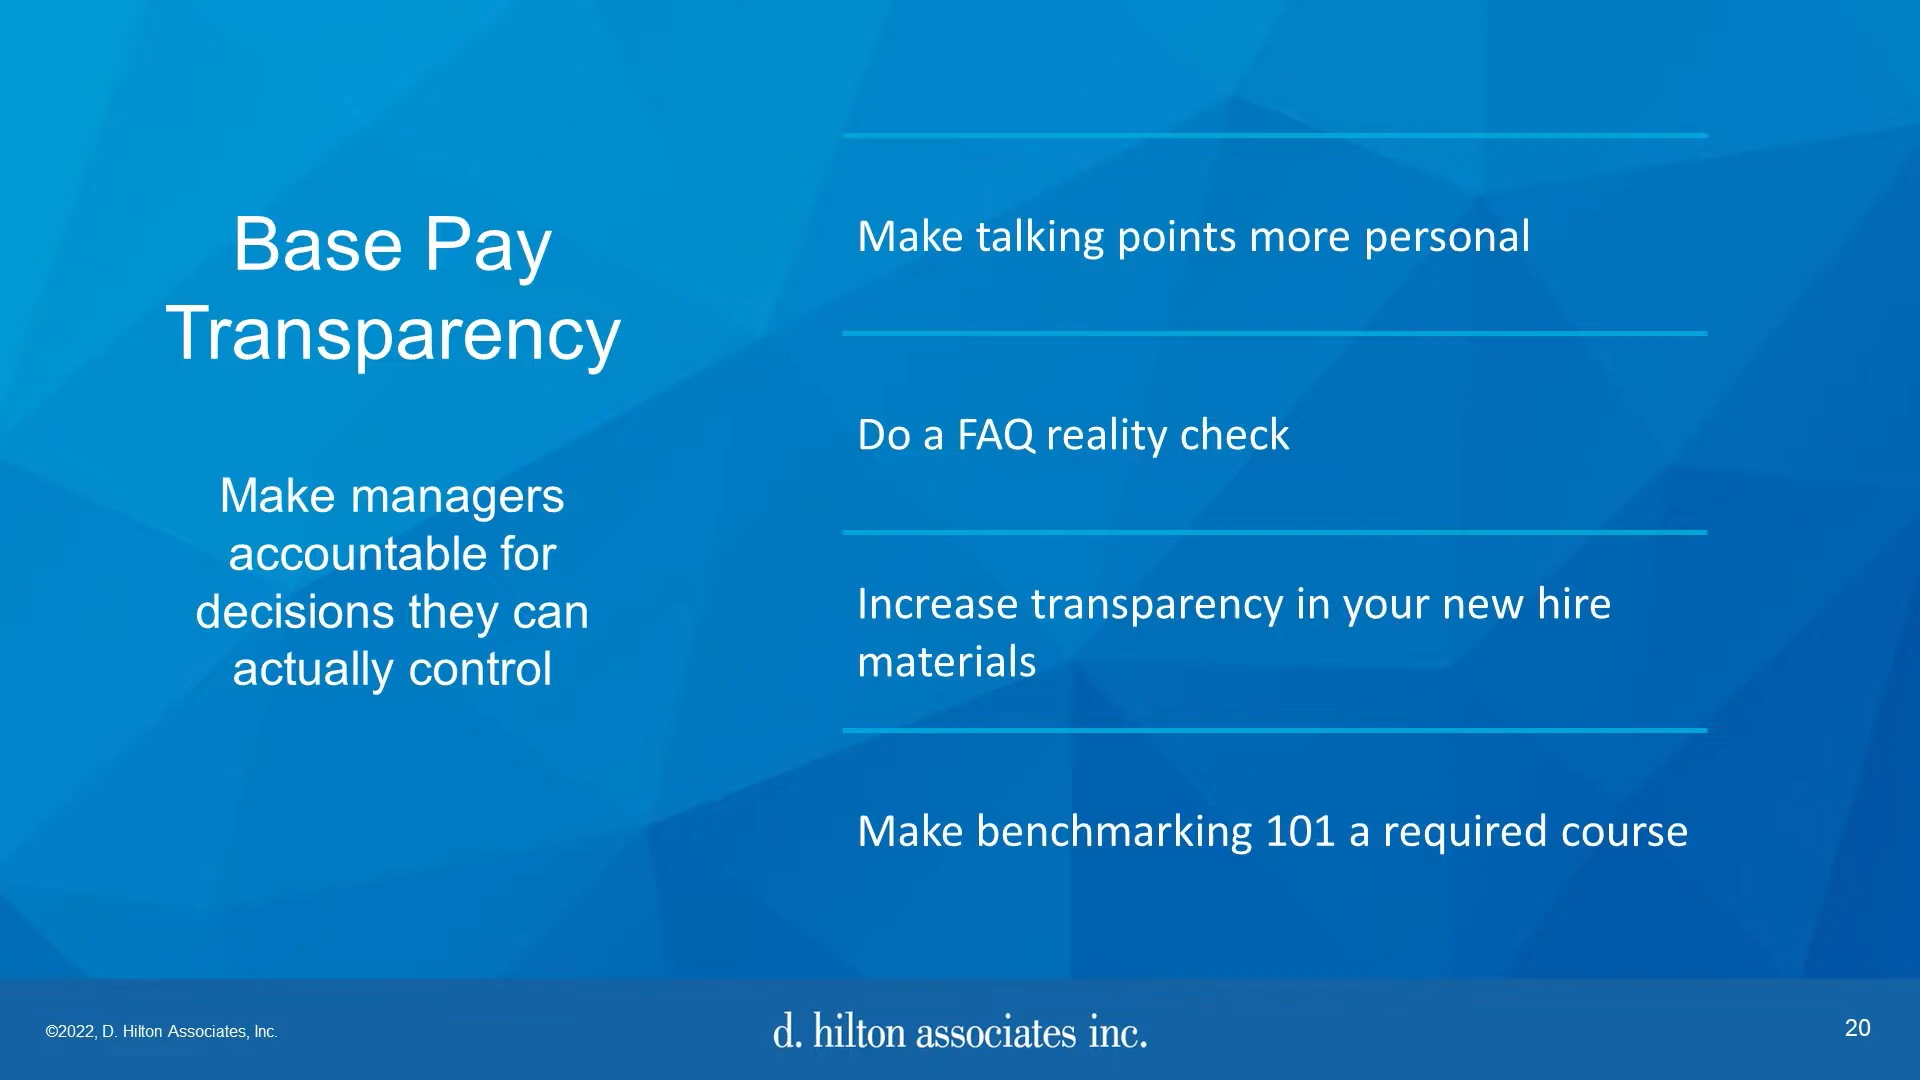 Base Pay
Transparency
Make managers
accountable for
decisions they can
actually control
Make talking points more personal
Do a FAQ reality check
Increase transparency in your new hire
materials
Make benchmarking 101 a required course
©2022, D. Hilton Associates, Inc.
d. hilton associates inc.
20